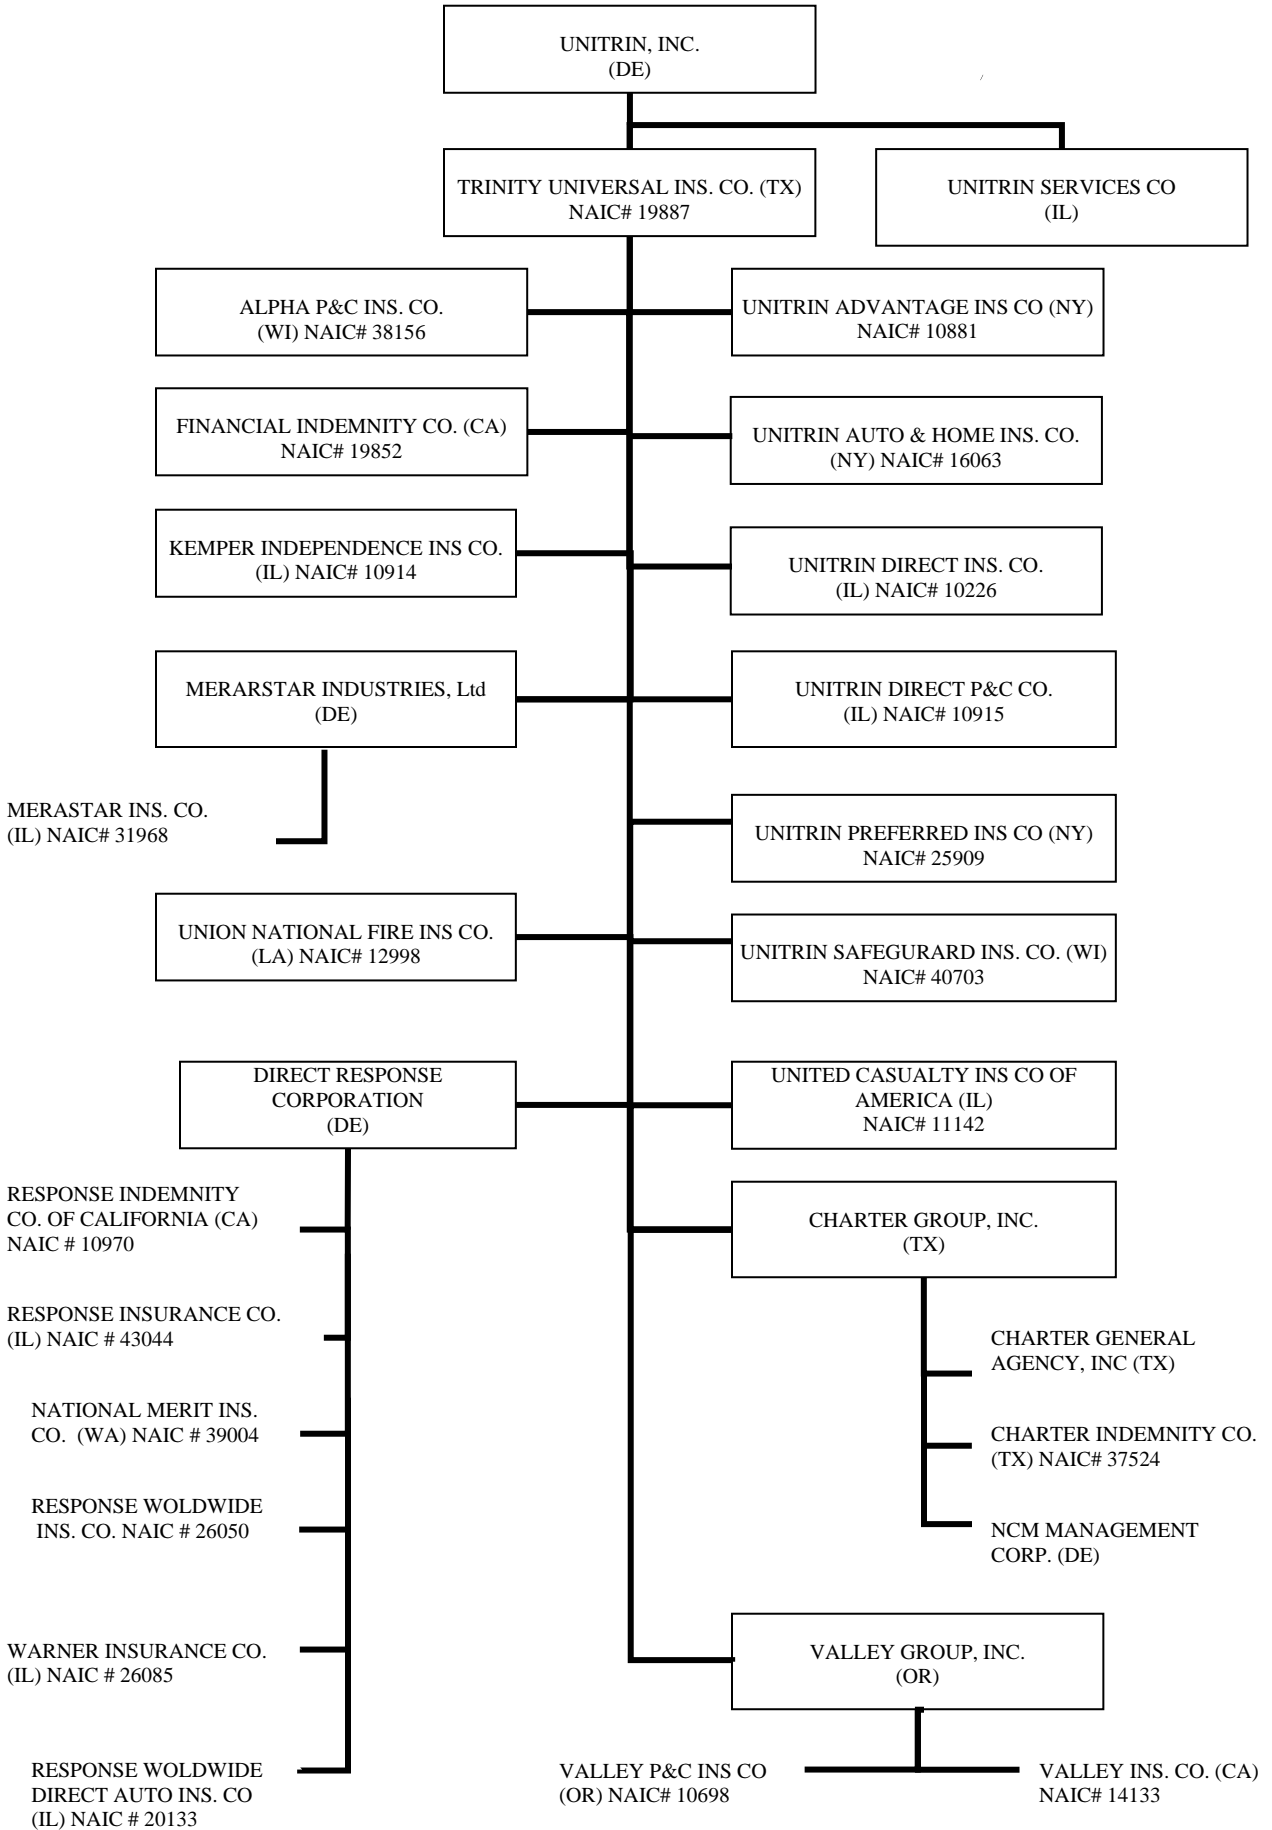 UNITRIN, INC.
(DE)
TRINITY UNIVERSAL INS. CO. (TX)
NAIC# 19887
UNITRIN SERVICES CO
(IL)
ALPHA P&C INS. CO.
(WI) NAIC# 38156
UNITRIN ADVANTAGE INS CO (NY)
NAIC# 10881
FINANCIAL INDEMNITY CO. (CA)
NAIC# 19852
UNITRIN AUTO & HOME INS. CO.
(NY) NAIC# 16063
KEMPER INDEPENDENCE INS CO.
(IL) NAIC# 10914
UNITRIN DIRECT INS. CO.
(IL) NAIC# 10226
MERARSTAR INDUSTRIES, Ltd
(DE)
UNITRIN DIRECT P&C CO.
(IL) NAIC# 10915
MERASTAR INS. CO.
(IL) NAIC# 31968
UNITRIN PREFERRED INS CO (NY)
NAIC# 25909
UNION NATIONAL FIRE INS CO.
(LA) NAIC# 12998
UNITRIN SAFEGURARD INS. CO. (WI)
NAIC# 40703
DIRECT RESPONSE
CORPORATION
(DE)
UNITED CASUALTY INS CO OF
AMERICA (IL)
NAIC# 11142
RESPONSE INDEMNITY
CO. OF CALIFORNIA (CA)
NAIC # 10970
CHARTER GROUP, INC.
(TX)
RESPONSE INSURANCE CO.
(IL) NAIC # 43044
CHARTER GENERAL
AGENCY, INC (TX)
NATIONAL MERIT INS.
CO. (WA) NAIC # 39004
CHARTER INDEMNITY CO.
(TX) NAIC# 37524
RESPONSE WOLDWIDE
INS. CO. NAIC # 26050
NCM MANAGEMENT
CORP. (DE)
WARNER INSURANCE CO.
(IL) NAIC # 26085
VALLEY GROUP, INC.
(OR)
RESPONSE WOLDWIDE
DIRECT AUTO INS. CO
(IL) NAIC # 20133
VALLEY P&C INS CO
(OR) NAIC# 10698
VALLEY INS. CO. (CA)
NAIC# 14133